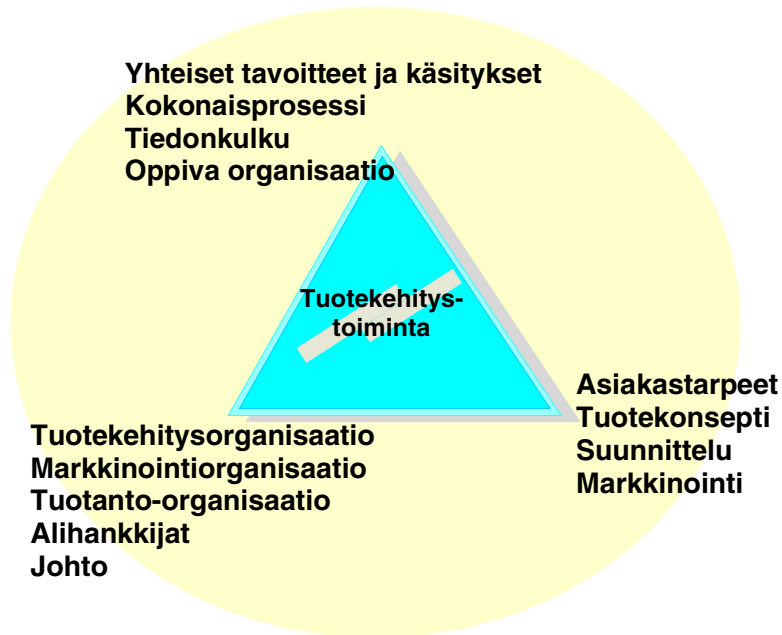 Yhteiset tavoitteet ja käsitykset
Kokonaisprosessi
Tiedonkulku
Oppiva organisaatio
Tuotekehitys-
toiminta
Asiakastarpeet
Tuotekonsepti
Suunnittelu
Markkinointi
Tuotekehitysorganisaatio
Markkinointiorganisaatio
Tuotanto-organisaatio
Alihankkijat
Johto